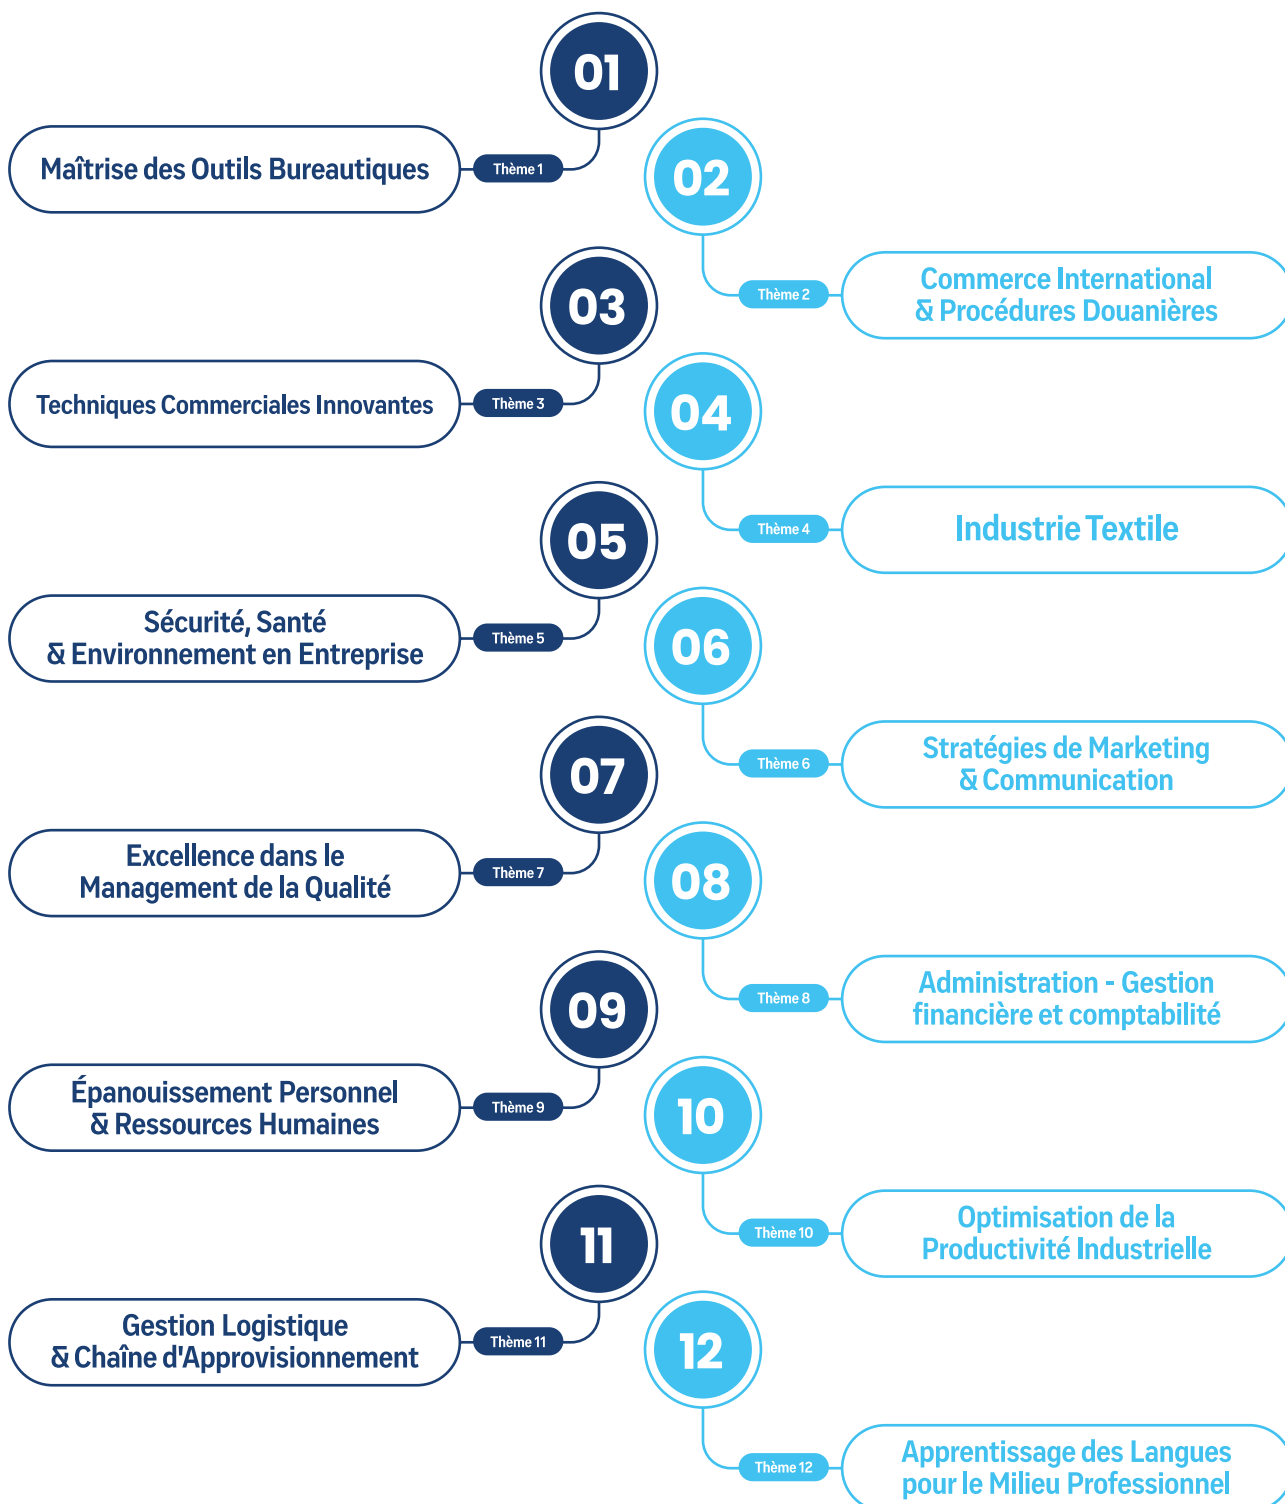 01
Maîtrise des Outils Bureautiques
Thème 1
02
Thème 2
Commerce International
& Procédures Douanières
03
Techniques Commerciales Innovantes
Thème 3
04
Thème 4
Industrie Textile
05
Sécurité, Santé
& Environnement en Entreprise
Thème 5
06
Thème 6
Stratégies de Marketing
& Communication
07
Excellence dans le
Management de la Qualité
Thème 7
08
Thème 8
Administration - Gestion
financière et comptabilité
09
Épanouissement Personnel
& Ressources Humaines
Thème 9
10
Thème 10
Optimisation de la
Productivité Industrielle
11
Gestion Logistique
& Chaîne d'Approvisionnement
Thème 11
12
Thème 12
Apprentissage des Langues
pour le Milieu Professionnel